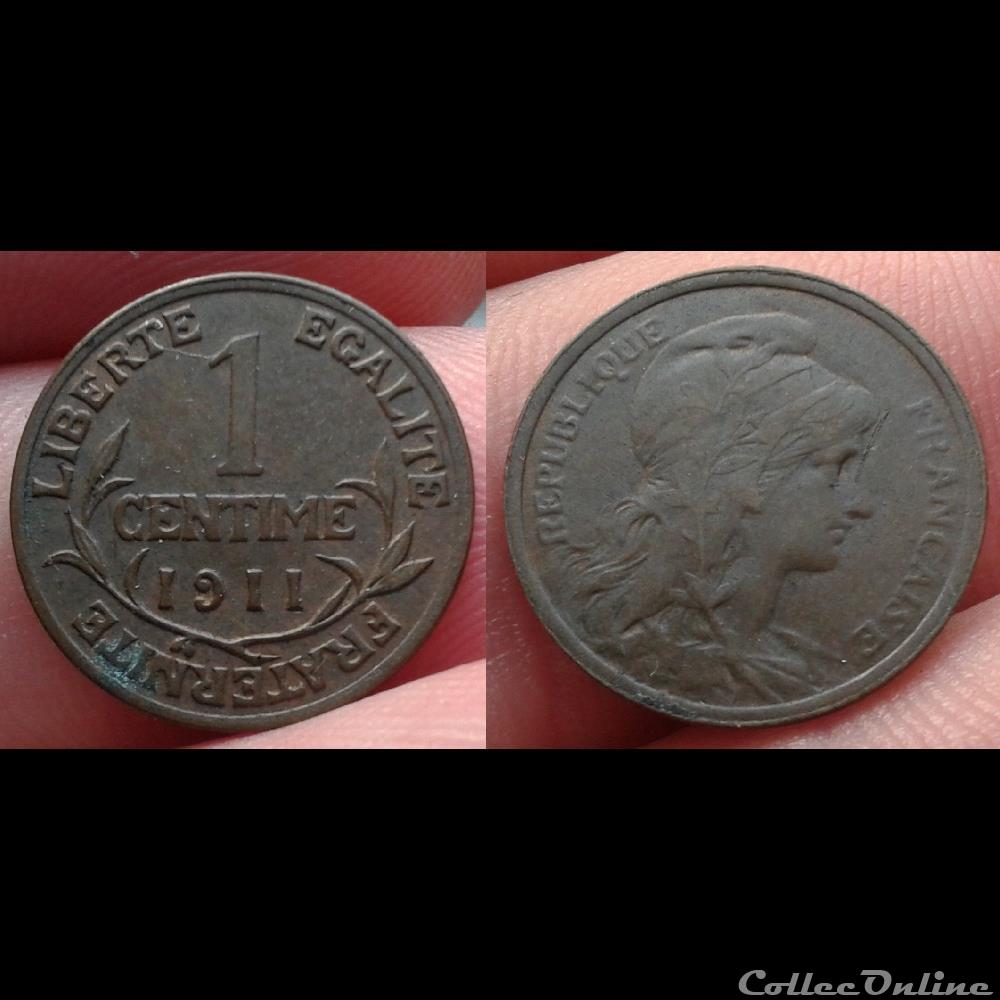 LIBERTE EGALITE
FRATERNITE
1
CENTIME
1911
REPUBLIQUE FRANCAISE
CollecOnline